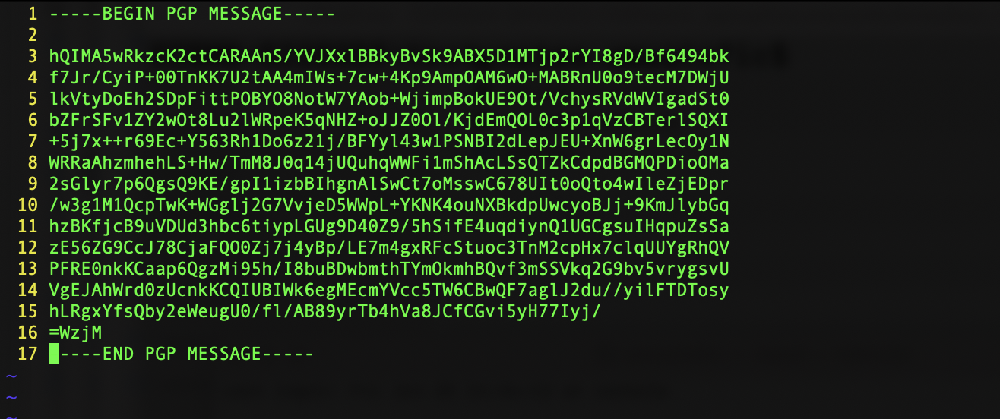 1 -----BEGIN PGP MESSAGE-----
2
3 hQIMA5wRkzcK2ctCARAAnS/YVJXxlBBkyBvSk9ABX5D1MTjp2rYI8gD/Bf6494bk
4 f7Jr/CyiP+00TnKK7U2tAA4mIWs+7cw+4Kp9AmpOAM6wO+MABRnU0o9tecM7DWjU
5 lkVtyDoEh2SDpFittPOBYO8NotW7YAob+WjimpBokUE9Ot/VchysRVdWVIgadSt0
6 bZFrSFv1ZY2wOt8Lu2lWRpeK5qNHZ+oJJZ0Ol/KjdEmQOL0c3p1qVzCBTerlSQXI
7 +5j7x++r69Ec+Y563Rh1Do6z21j/BFYyl43w1PSNBI2dLepJEU+XnW6grLecOy1N
8 WRRaAhzmhehLS+Hw/TmM8J0q14jUQuhqWWFi1mShAcLSsQTZkCdpdBGMQPDioOMa
9 2sGlyr7p6QgsQ9KE/gpI1izbBIhgnAlSwCt7oMsswC678UIt0oQto4wIleZjEDpr
10 /w3g1M1QcpTwK+WGglj2G7VvjeD5WWpL+YKNK4ouNXBkdpUwcyoBJj+9KmJlybGq
11 hzBKfjcB9uVDUd3hbc6tiypLGUg9D40Z9/5hSifE4uqdiynQ1UGCgsuIHqpuZsSa
12 zE56ZG9CcJ78CjaFQO0Zj7j4yBp/LE7m4gxRFcStuoc3TnM2cpHx7clqUUYgRhQV
13 PFRE0nkKCaap6QgzMi95h/I8buBDwbmthTYmOkmhBQvf3mSSVkq2G9bv5vrygsvU
14 VgEJAhWrd0zUcnkKCQIUBIWk6egMEcmYVcc5TW6CBwQF7aglJ2du//yilFTDTosy
15 hLRgxYfsQby2eWeugU0/fl/AB89yrTb4hVa8JCfCGvi5yH77Iyj/
16 =WzjM
17 -----END PGP MESSAGE-----
~
~
~